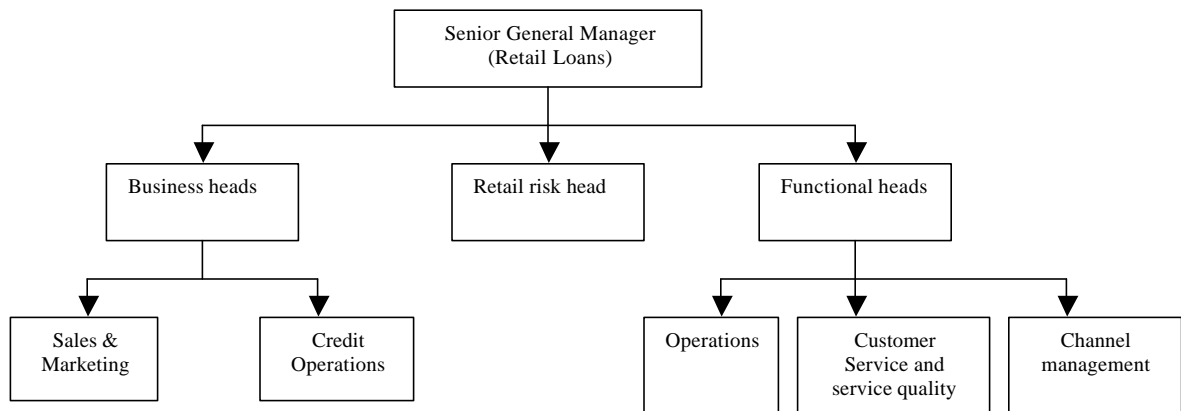 Senior General Manager
(Retail Loans)
Business heads
Retail risk head
Functional heads
Sales &
Marketing
Credit
Operations
Operations
Customer
Service and
service quality
Channel
management